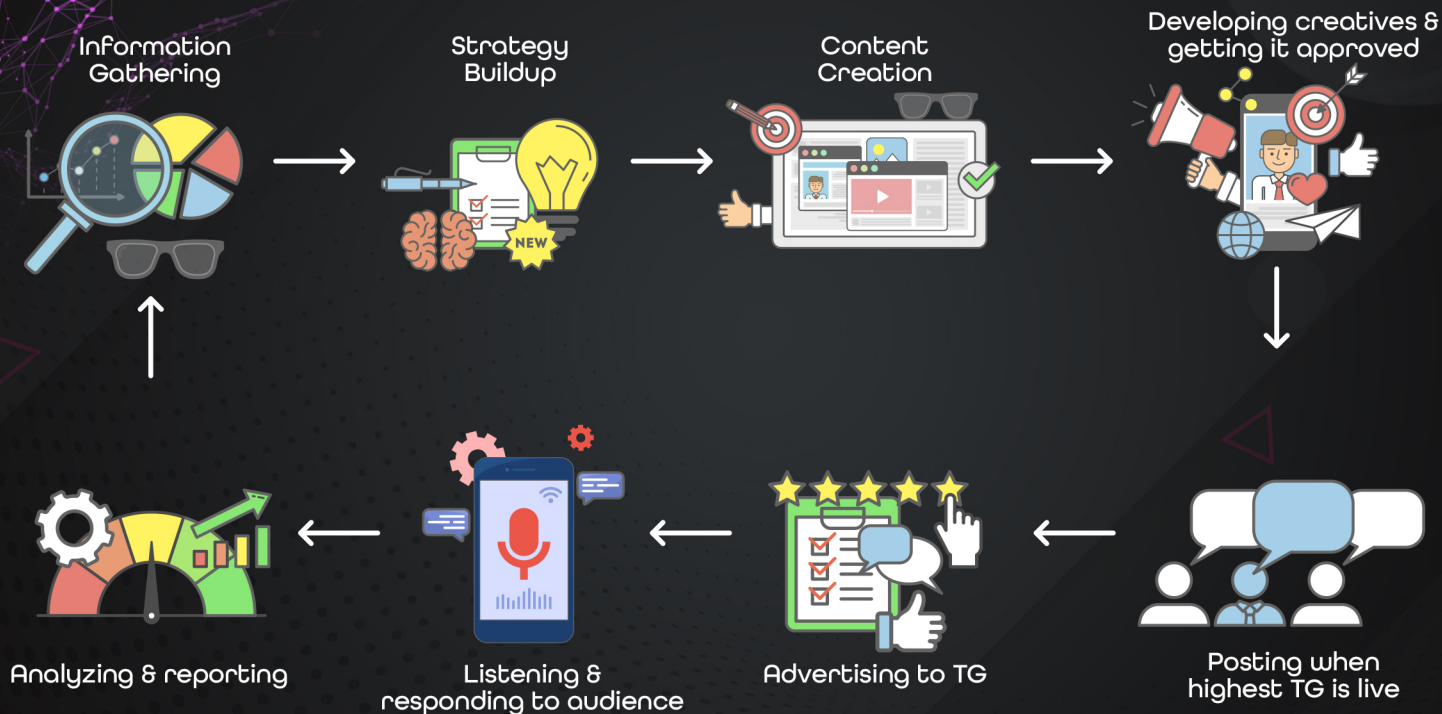 Information
Gathering
Strategy
Buildup
Content
Creation
Developing creatives &
getting it approved
NEW
Posting when
highest TG is live
Advertising to TG
Listening &
responding to audience
Analyzing & reporting